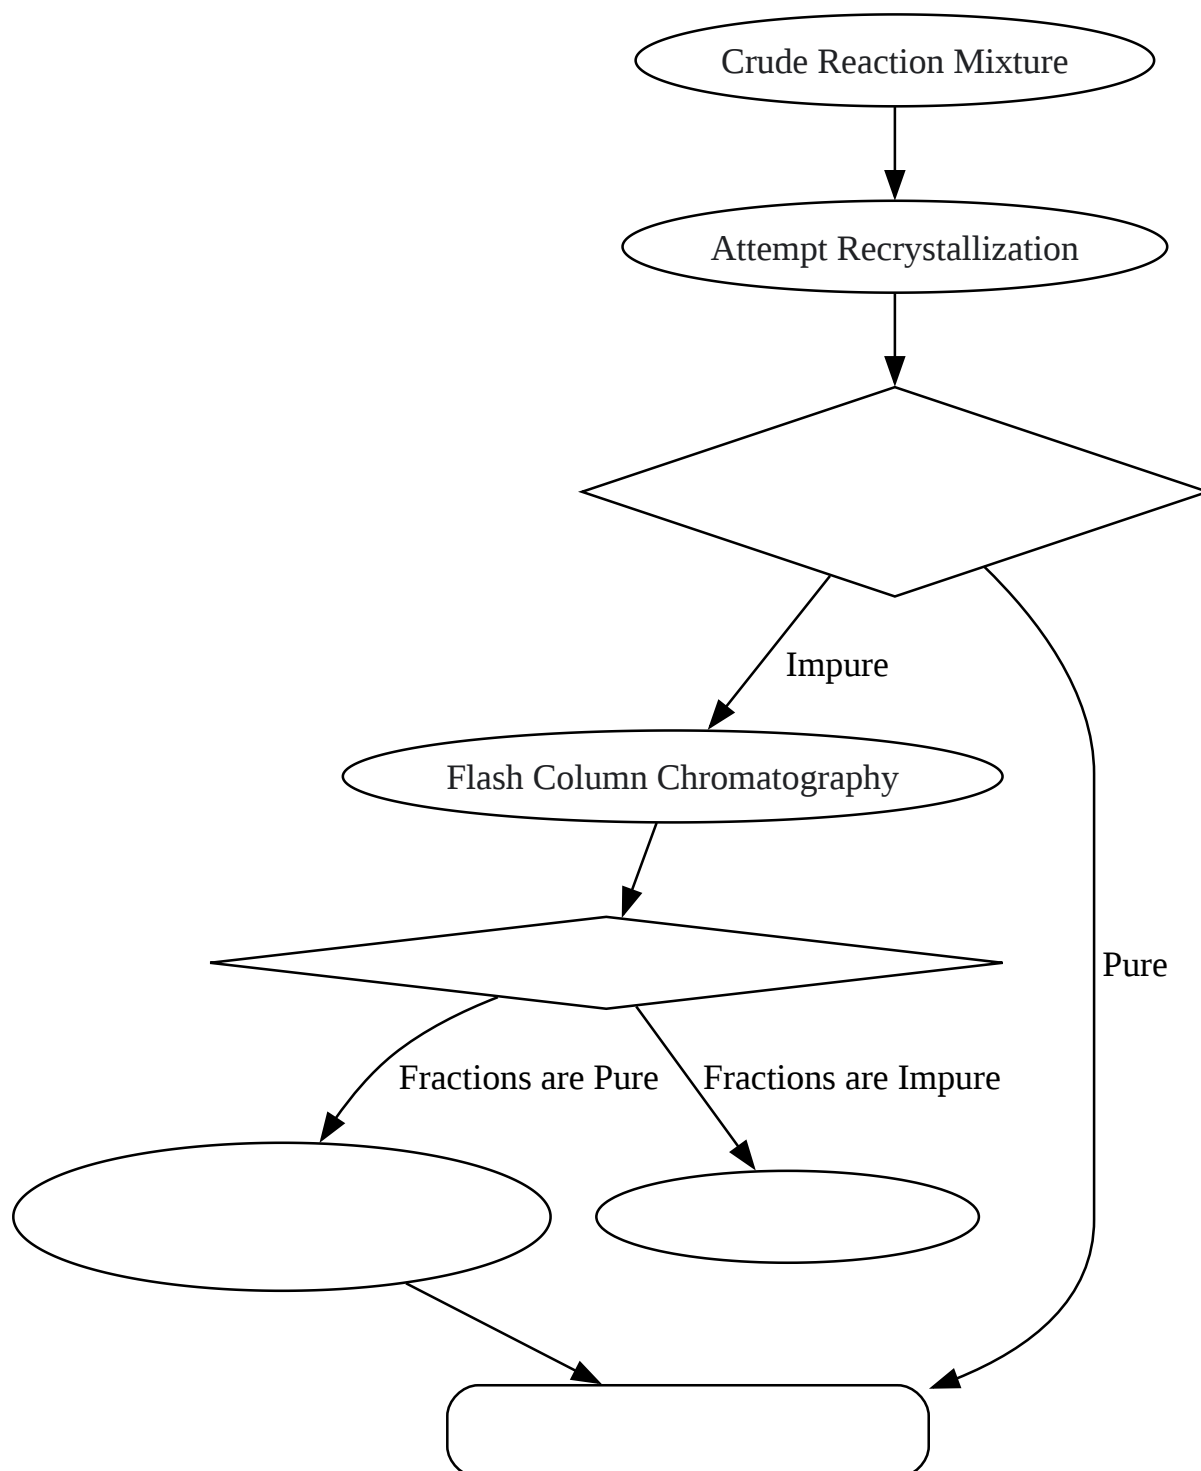 Crude Reaction Mixture
Attempt Recrystallization
Impure
Flash Column Chromatography
Pure
Fractions are Pure
Fractions are Impure